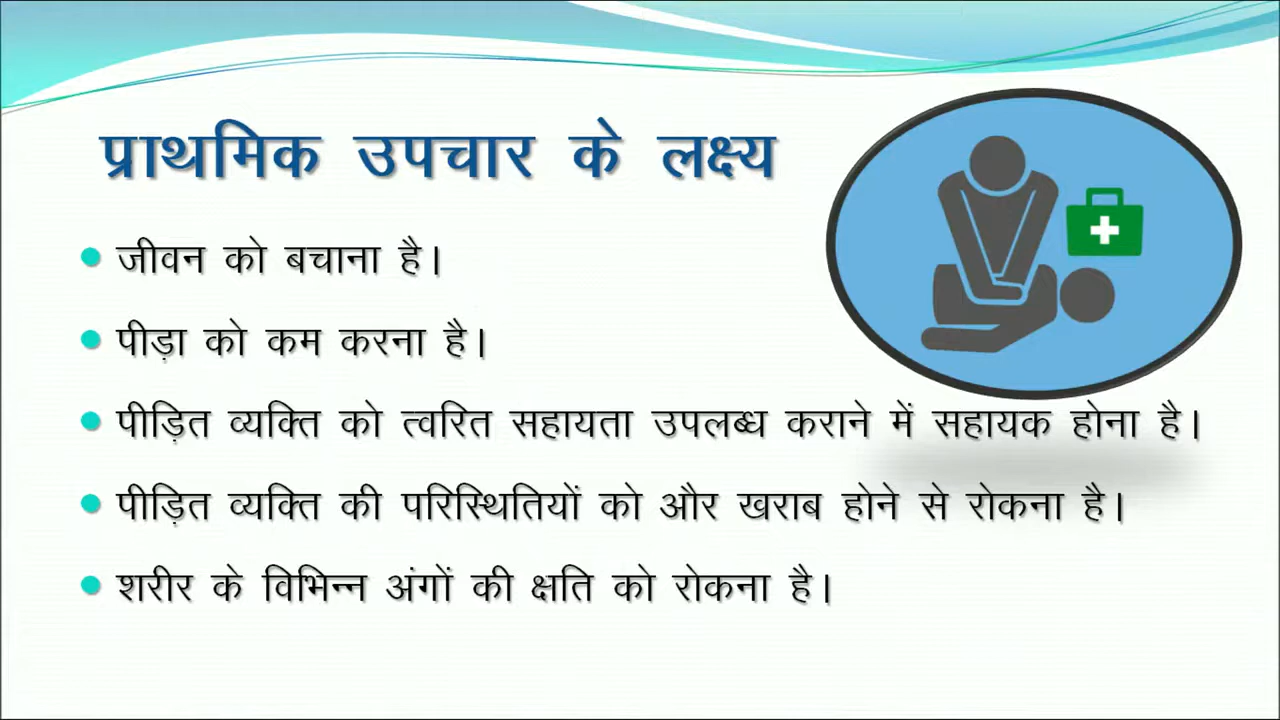 प्राथमिक उपचार के लक्ष्य
जीवन को बचाना है।
पीड़ा को कम करना है।
पीड़ित व्यक्ति को त्वरित सहायता उपलब्ध कराने में सहायक होना है।
पीड़ित व्यक्ति की परिस्थितियों को और खराब होने से रोकना है।
शरीर के विभिन्न अंगों की क्षति को रोकना है।